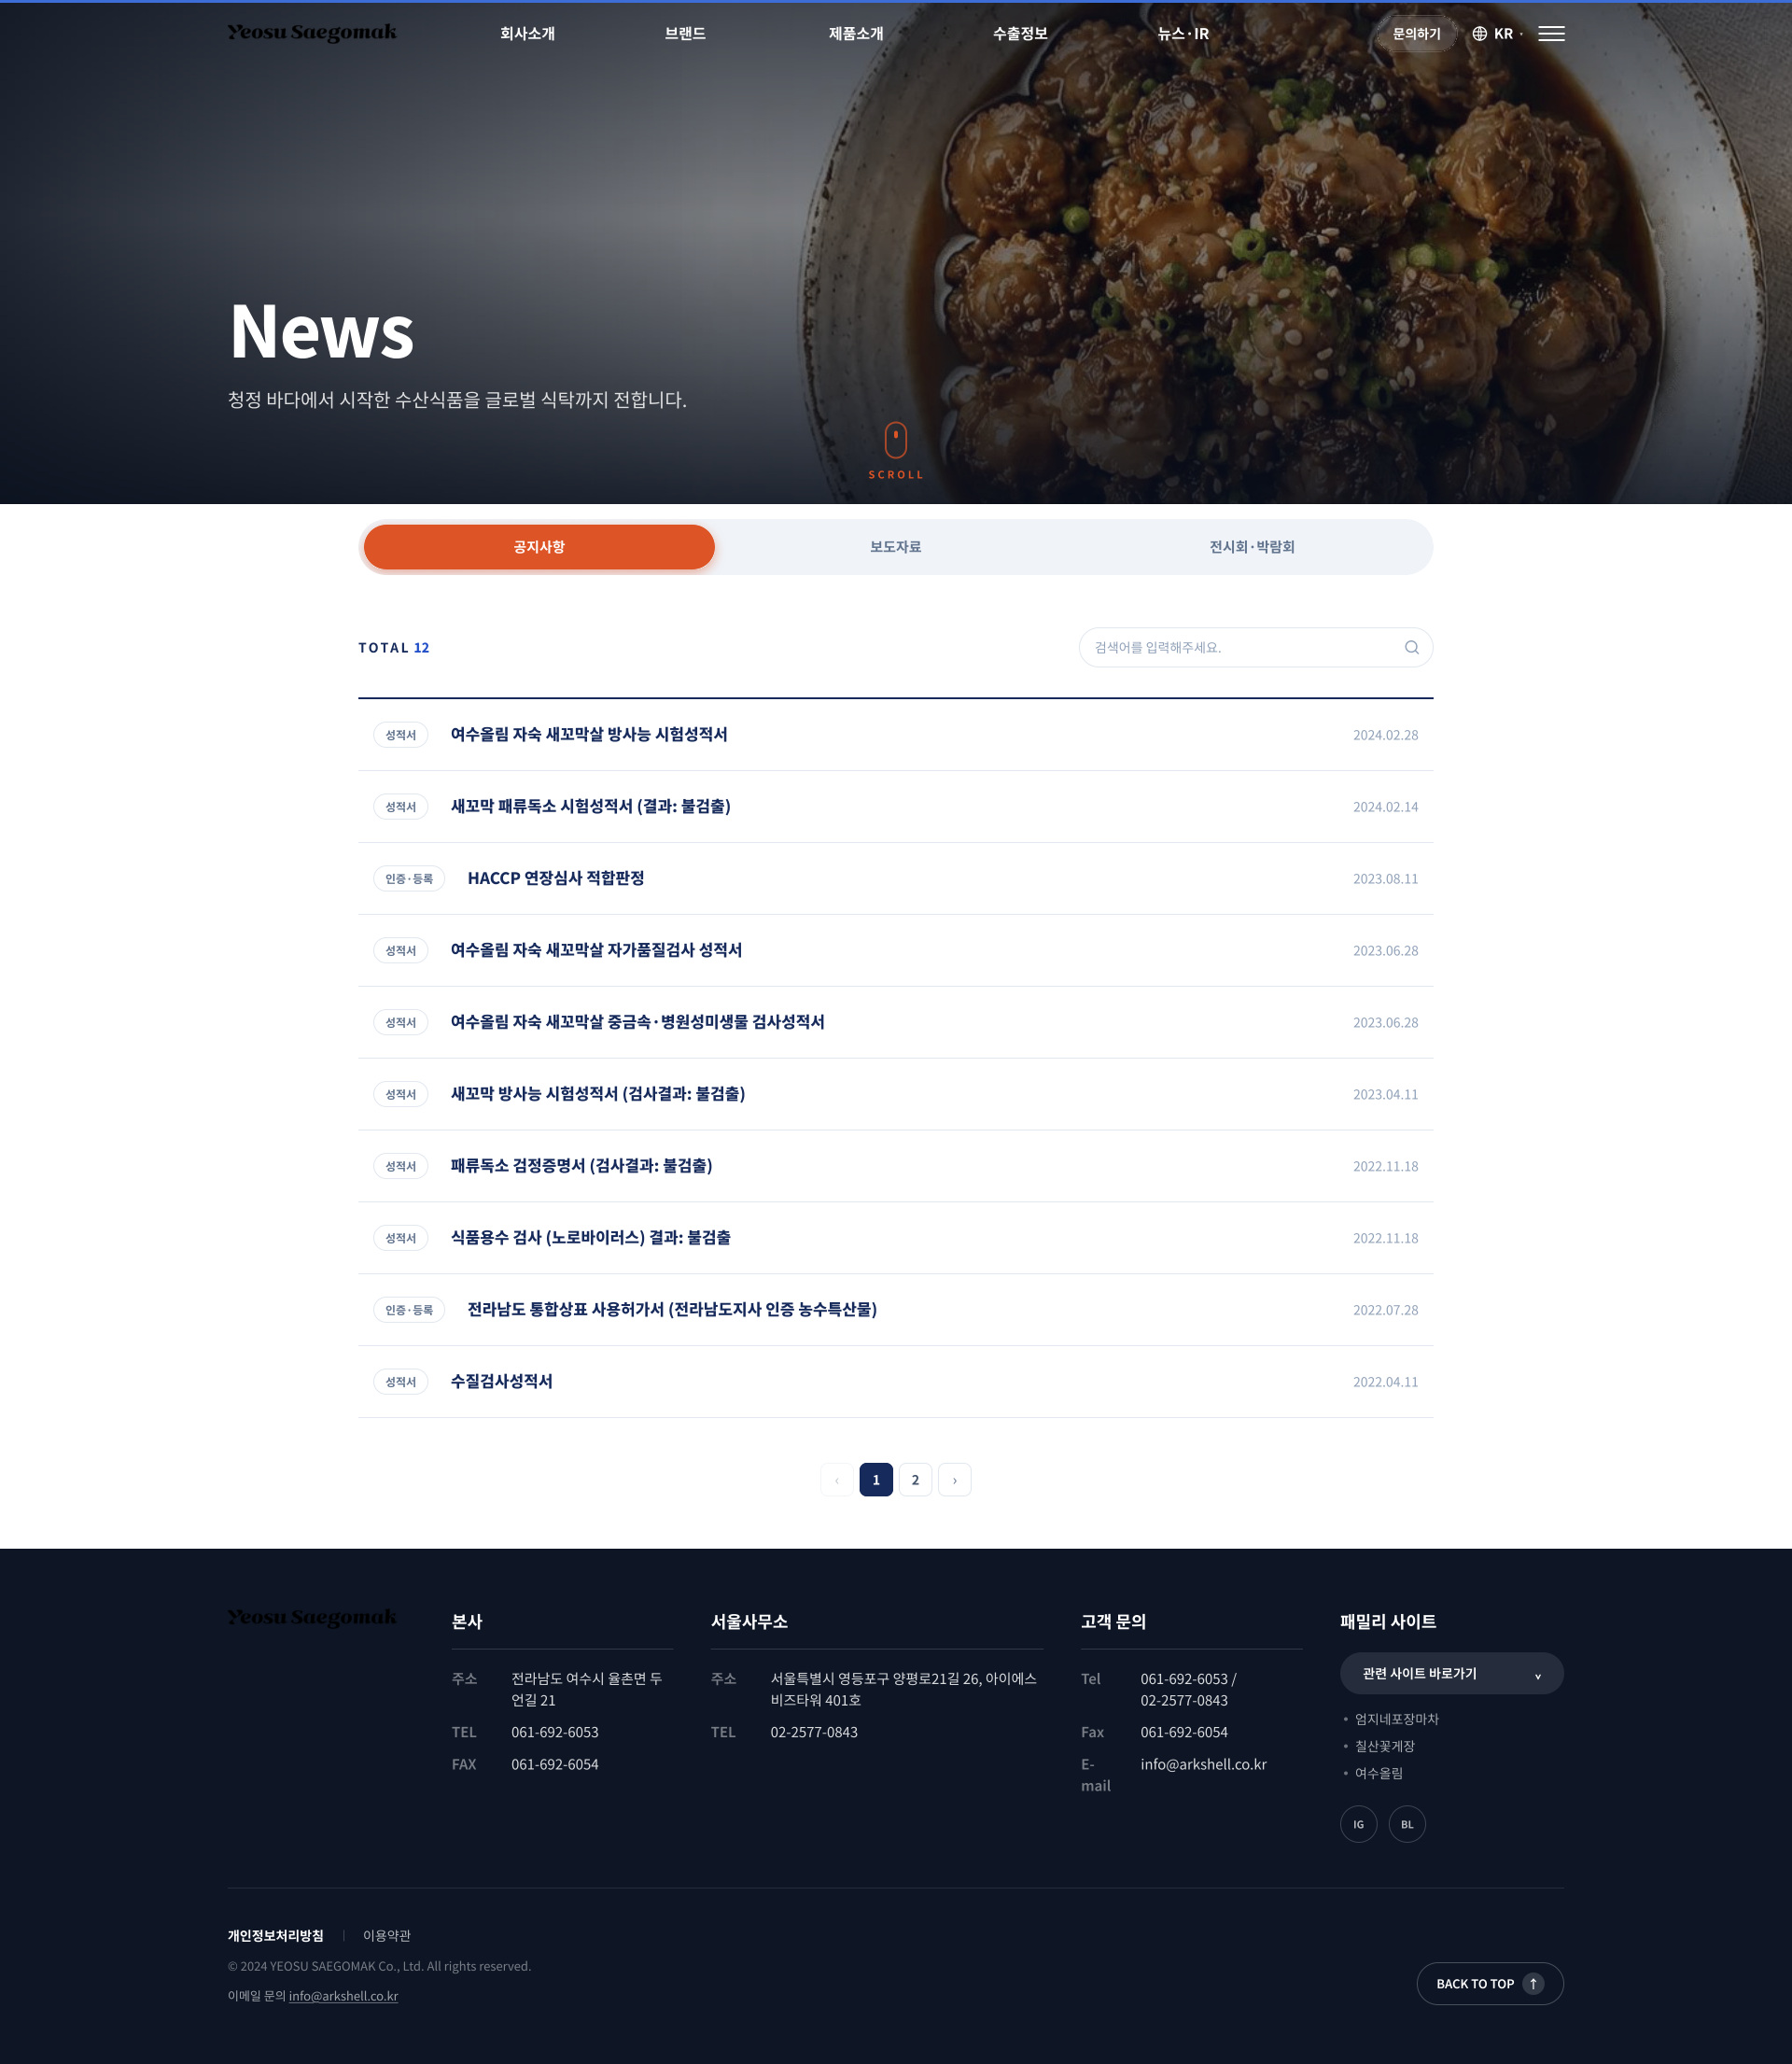 Yeosu Saegomak
회사소개
브랜드
제품소개
수출정보
뉴스·IR
문의하기
KR
News
청정 바다에서 시작한 수산식품을 글로벌 식탁까지 전합니다.
SCROLL
공지사항
보도자료
전시회·박람회
TOTAL 12
검색어를 입력해주세요.
성적서 여수올림 자숙 새꼬막살 방사능 시험성적서 2024.02.28
성적서 새꼬막 패류독소 시험성적서 (결과: 불검출) 2024.02.14
인증·등록 HACCP 연장심사 적합판정 2023.08.11
성적서 여수올림 자숙 새꼬막살 자가품질검사 성적서 2023.06.28
성적서 여수올림 자숙 새꼬막살 중금속·병원성미생물 검사성적서 2023.06.28
성적서 새꼬막 방사능 시험성적서 (검사결과: 불검출) 2023.04.11
성적서 패류독소 검정증명서 (검사결과: 불검출) 2022.11.18
성적서 식품용수 검사 (노로바이러스) 결과: 불검출 2022.11.18
인증·등록 전라남도 통합상표 사용허가서 (전라남도지사 인증 농수특산물) 2022.07.28
성적서 수질검사성적서 2022.04.11
‹ 1 2 ›
Yeosu Saegomak
본사
주소 전라남도 여수시 율촌면 두
언길 21
TEL 061-692-6053
FAX 061-692-6054
서울사무소
주소 서울특별시 영등포구 양평로21길 26, 아이에스
비즈타워 401호
TEL 02-2577-0843
고객 문의
Tel 061-692-6053 /
02-2577-0843
Fax 061-692-6054
E-
mail info@arkshell.co.kr
패밀리 사이트
관련 사이트 바로가기
• 엄지네포장마차
• 칠산꽃게장
• 여수올림
IG BL
개인정보처리방침 | 이용약관
© 2024 YEOSU SAEGOMAK Co., Ltd. All rights reserved.
이메일 문의 info@arkshell.co.kr
BACK TO TOP ↑